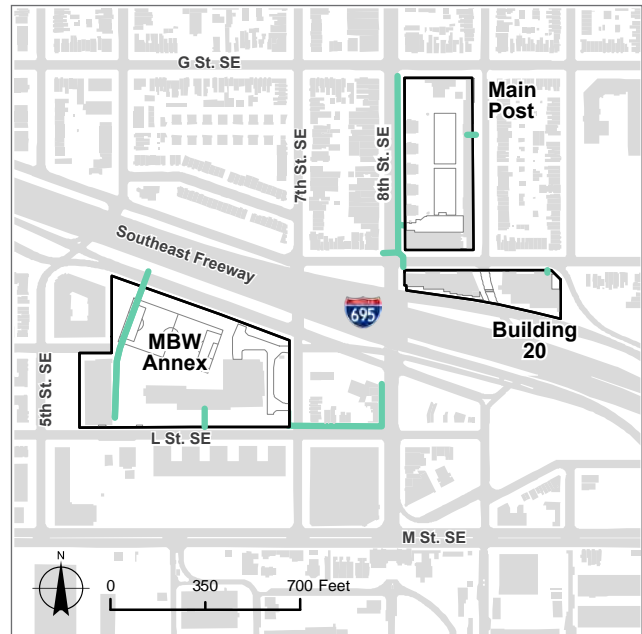 G St. SE
Main
Post
7th St. SE
8th St. SE
Southeast Freeway
695
MBW
Annex
Building
20
5th St. SE
L St. SE
M St. SE
N
0 350 700 Feet